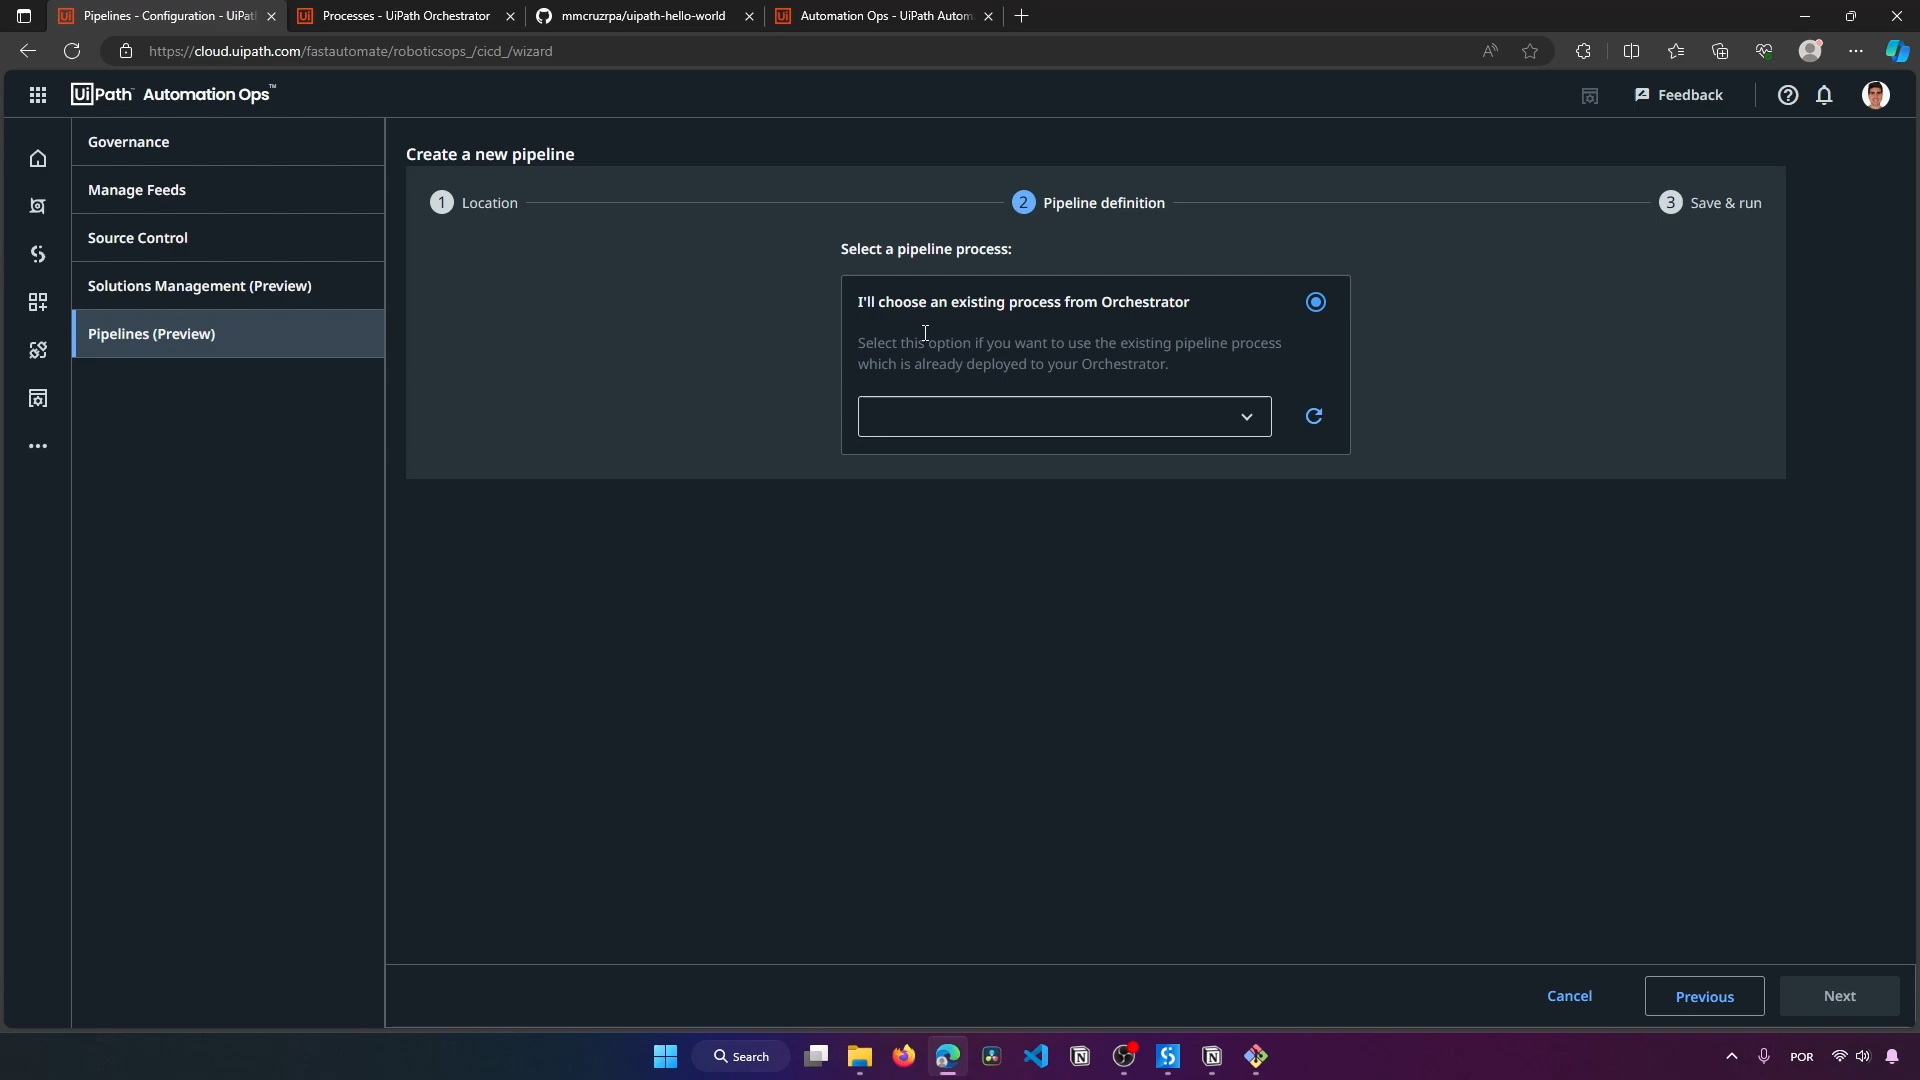 Pipelines - Configuration - UiPat
Processes - UiPath Orchestrator
mmcruzrpa/uipath-hello-world
Automation Ops - UiPath Autom
https://cloud.uipath.com/fastautomate/roboticsops_/cicd_/wizard
UiPath™ Automation Ops™
Feedback
Governance
Manage Feeds
Source Control
Solutions Management (Preview)
Pipelines (Preview)
Create a new pipeline
1 Location
2 Pipeline definition
3 Save & run
Select a pipeline process:
I'll choose an existing process from Orchestrator
Select this option if you want to use the existing pipeline process
which is already deployed to your Orchestrator.
Cancel
Previous
Next
Search
POR